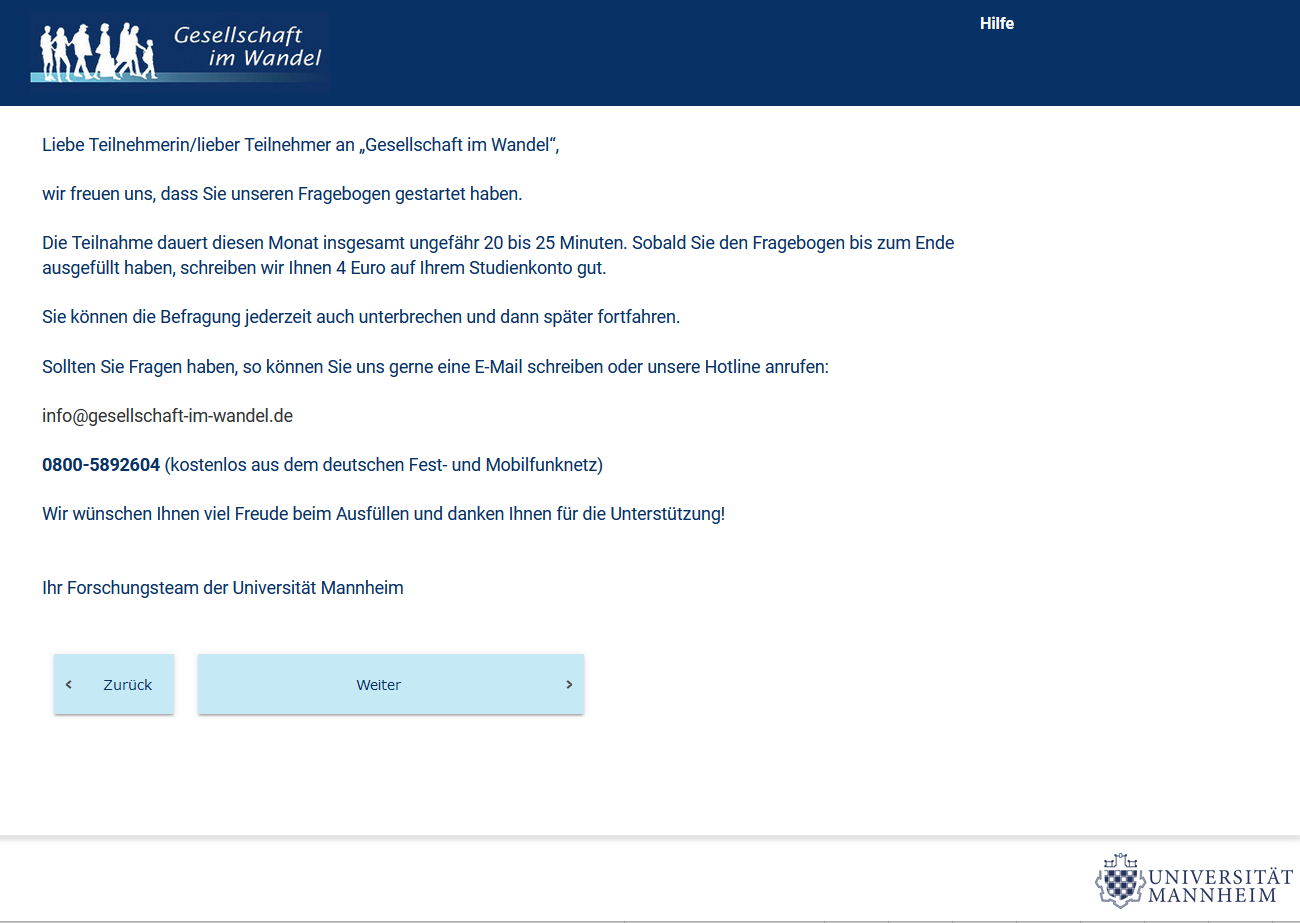 Gesellschaft
im Wandel
Hilfe
Liebe Teilnehmerin/lieber Teilnehmer an „Gesellschaft im Wandel“,
wir freuen uns, dass Sie unseren Fragebogen gestartet haben.
Die Teilnahme dauert diesen Monat insgesamt ungefähr 20 bis 25 Minuten. Sobald Sie den Fragebogen bis zum Ende
ausgefüllt haben, schreiben wir Ihnen 4 Euro auf Ihrem Studienkonto gut.
Sie können die Befragung jederzeit auch unterbrechen und dann später fortfahren.
Sollten Sie Fragen haben, so können Sie uns gerne eine E-Mail schreiben oder unsere Hotline anrufen:
info@gesellschaft-im-wandel.de
0800-5892604 (kostenlos aus dem deutschen Fest- und Mobilfunknetz)
Wir wünschen Ihnen viel Freude beim Ausfüllen und danken Ihnen für die Unterstützung!
Ihr Forschungsteam der Universität Mannheim
Zurück
Weiter
UNIVERSITÄT
MANNHEIM